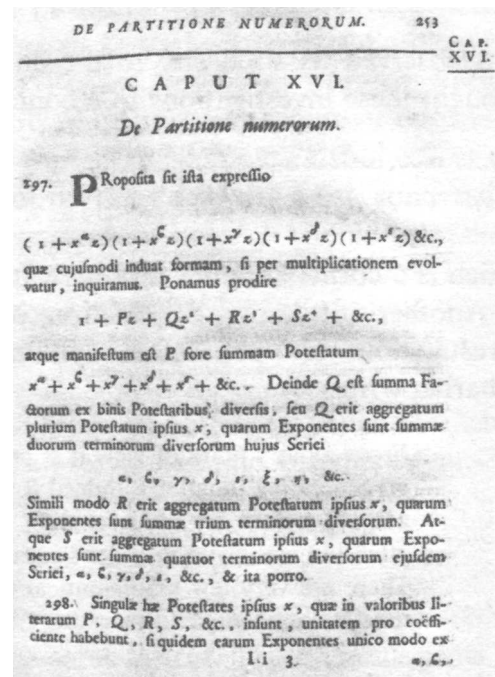 DE PARTITIONE NUMERORUM. 253
CAP.
XVI.
CAPUT XVI.
De Partitione numerorum.
297. PRoposita sit ista expressio
(1+x^α z)(1+x^ϐ z)(1+x^γ z)(1+x^δ z)(1+x^ε z)&c.,
quæ cujusmodi induat formam, si per multiplicationem evol-
vatur, inquiramus. Ponamus prodire
1 + Pz + Qz² + Rz³ + Sz⁴ + &c.,
atque manifestum est P fore summam Potestatum
x^α + x^ϐ + x^γ + x^δ + x^ε + &c. Deinde Q est summa Fa-
ctorum ex binis Potestatibus diversis, seu Q erit aggregatum
plurium Potestatum ipsius x, quarum Exponentes sunt summæ
duorum terminorum diversorum hujus Seriei
α, ϐ, γ, δ, ε, ξ, η, &c.
Simili modo R erit aggregatum Potestatum ipsius x, quarum
Exponentes sunt summæ trium terminorum diversorum. At-
que S erit aggregatum Potestatum ipsius x, quarum Expo-
nentes sunt summæ quatuor terminorum diversorum ejusdem
Seriei, α, ϐ, γ, δ, ε, &c., & ita porro.
298. Singulæ hæ Potestates ipsius x, quæ in valoribus li-
terarum P, Q, R, S, &c. insunt, unitatem pro coëffi-
ciente habebunt, siquidem earum Exponentes unico modo ex
Ii 3 α, ϐ,